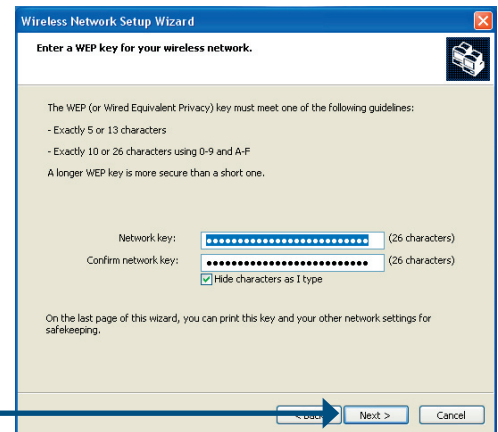 Wireless Network Setup Wizard
Enter a WEP key for your wireless network.
The WEP (or Wired Equivalent Privacy) key must meet one of the following guidelines:
- Exactly 5 or 13 characters
- Exactly 10 or 26 characters using 0-9 and A-F
A longer WEP key is more secure than a short one.
Network key: •••••••••••••••••••••••••• (26 characters)
Confirm network key: •••••••••••••••••••••••••• (26 characters)
Hide characters as I type
On the last page of this wizard, you can print this key and your other network settings for
safekeeping.
Next > Cancel